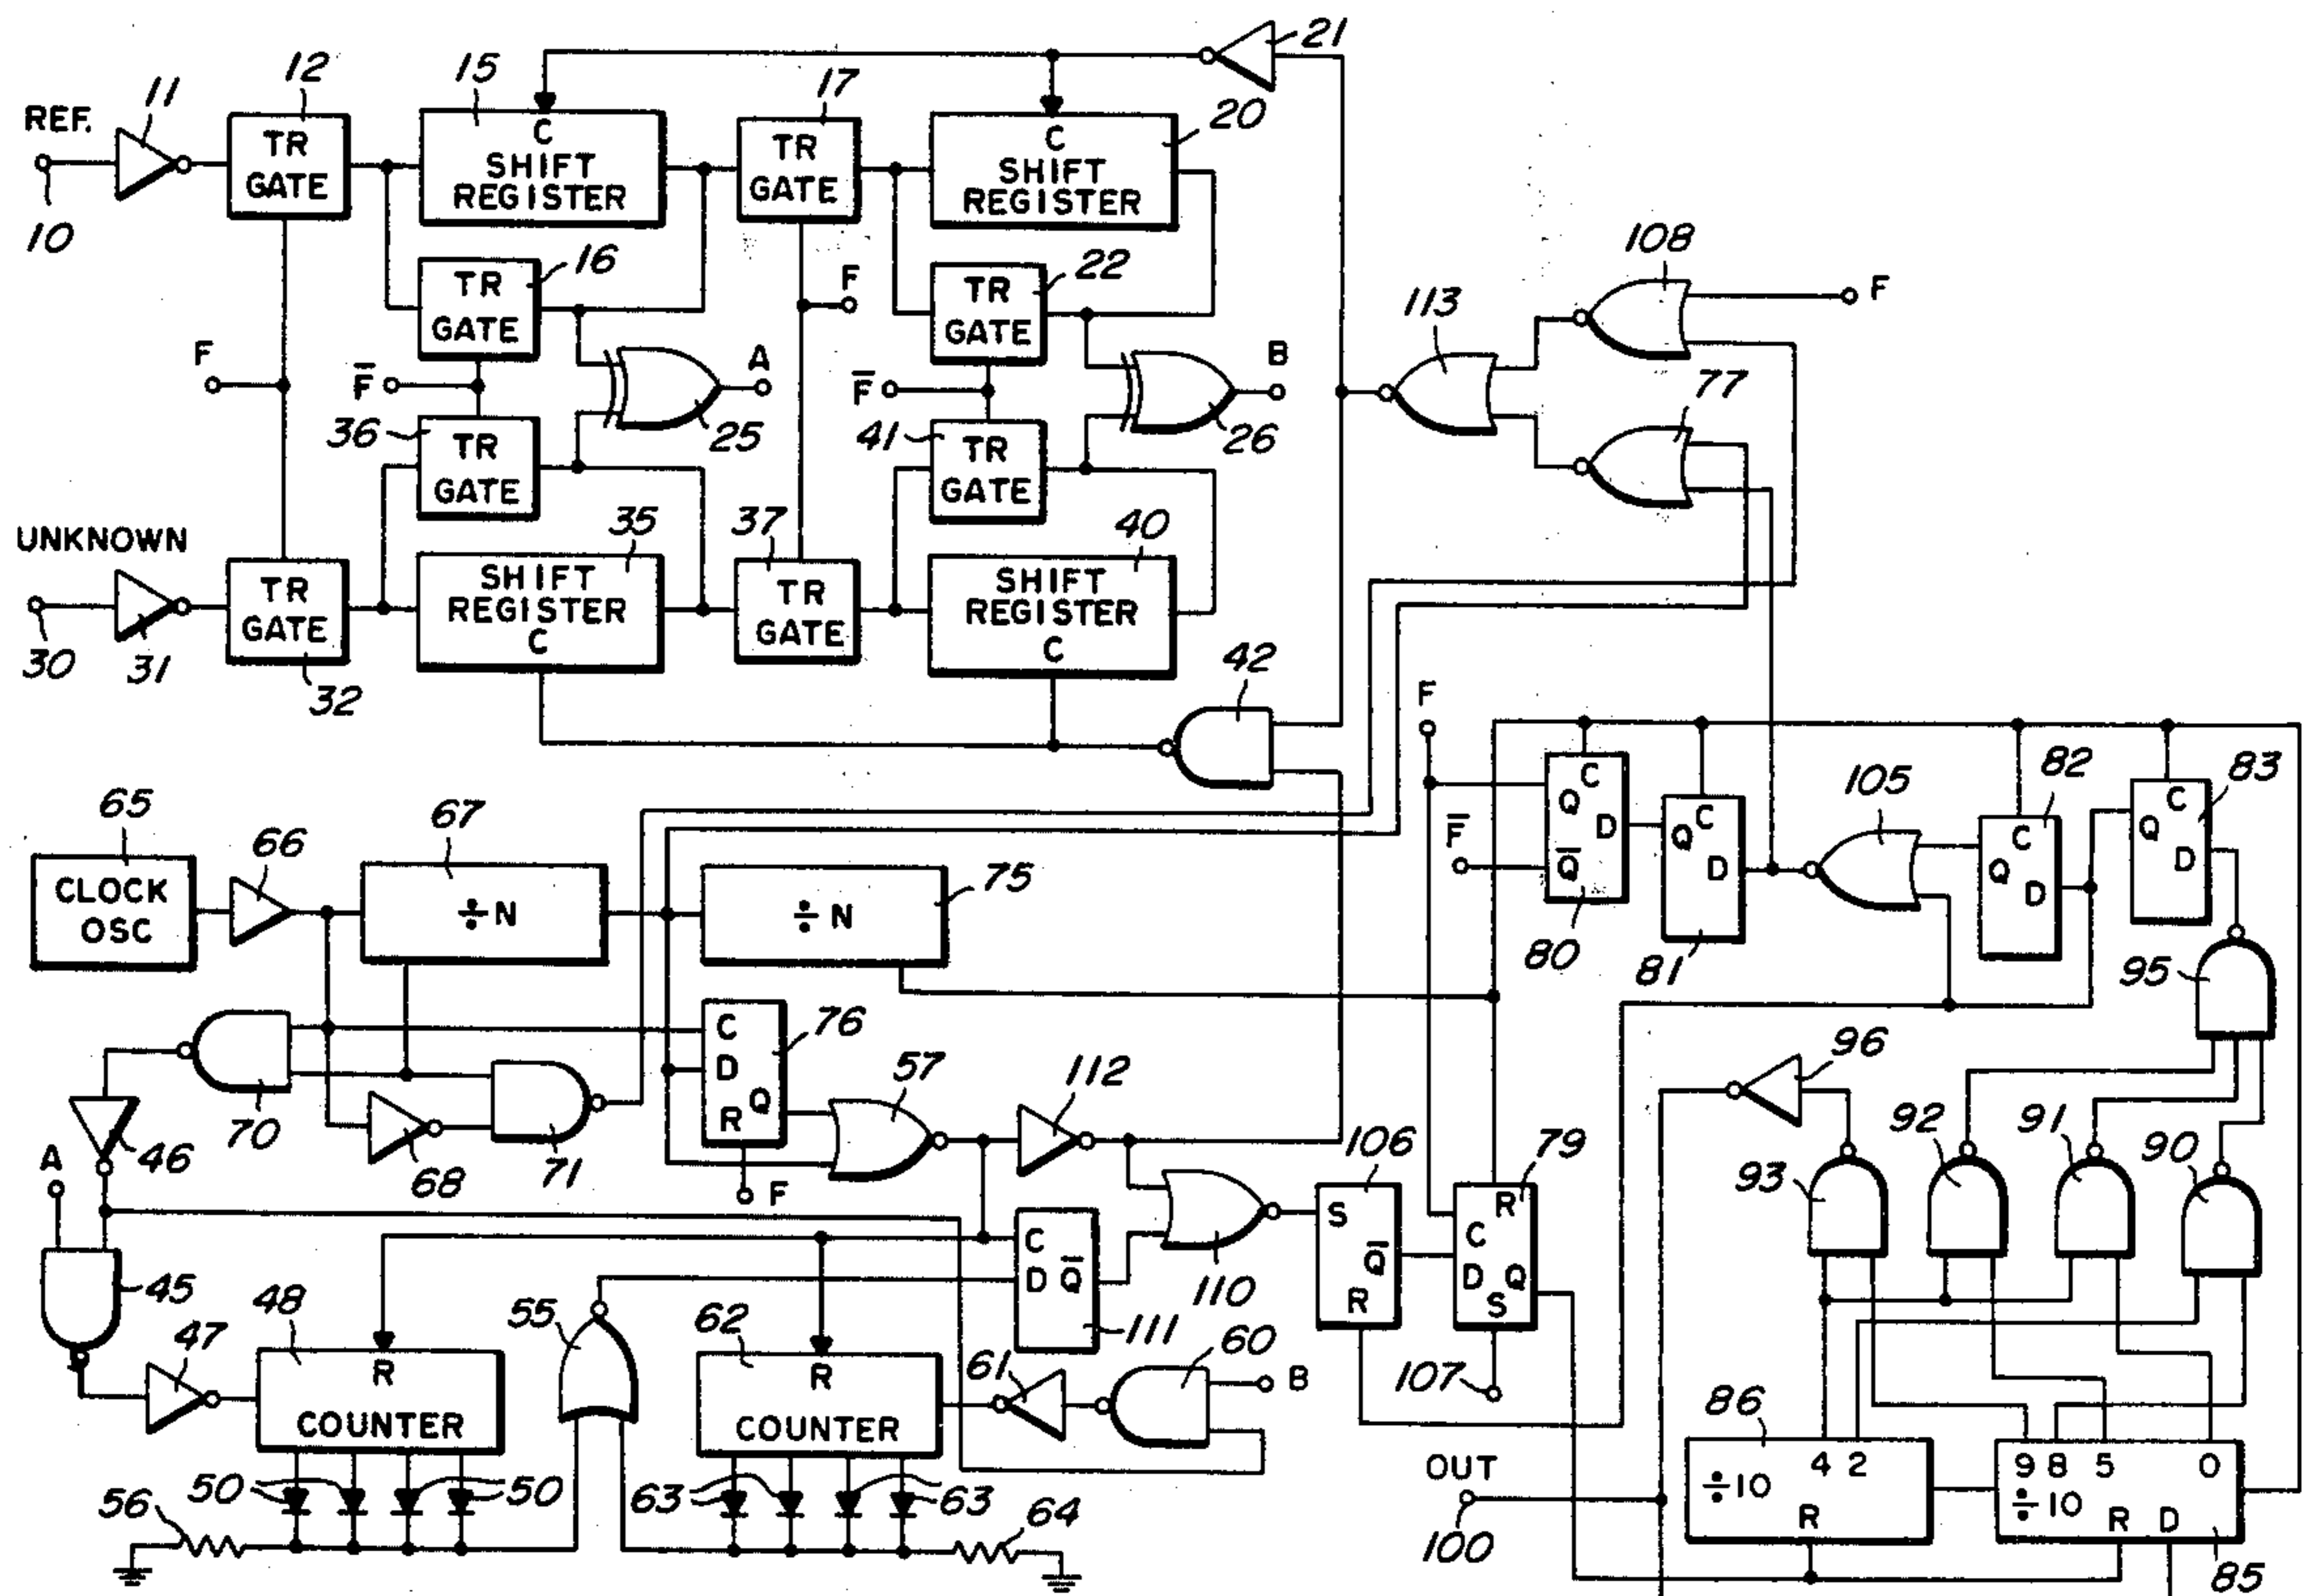 21
12
15
17
11
REF.
C
C
20
TR
GATE
SHIFT
REGISTER
TR
GATE
SHIFT
REGISTER
10
16
F
22
108
TR
GATE
TR
GATE
F
113
F
A
B
F̅
F̅
77
36
25
41
26
TR
GATE
TR
GATE
UNKNOWN
35
37
40
TR
GATE
SHIFT
REGISTER
C
TR
GATE
SHIFT
REGISTER
C
30
31
32
42
F
82
83
65
67
105
C
Q
D
Q̅
C
Q
D
C
Q
D
C
Q
D
66
F̅
75
CLOCK
OSC
÷N
÷N
80
81
95
76
C
D
Q
R
57
112
96
70
46
68
71
F
106
79
92
91
90
93
A
S
Q̅
R
R
C
D
Q
S
C
D
Q̅
45
48
55
62
110
111
47
R
COUNTER
R
COUNTER
61
60
B
107
86
4 2
9 8 5 0
OUT
÷10
R
÷10
R D
56
50
50
63
63
64
100
85